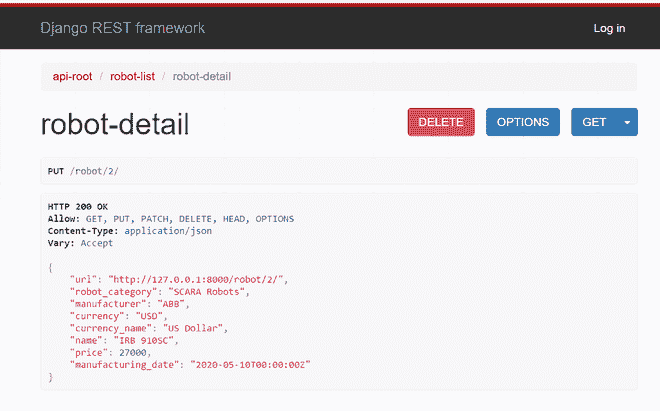 Django REST framework
Log in
api-root / robot-list / robot-detail
robot-detail
DELETE
OPTIONS
GET
PUT /robot/2/
HTTP 200 OK
Allow: GET, PUT, PATCH, DELETE, HEAD, OPTIONS
Content-Type: application/json
Vary: Accept
{
"url": "http://127.0.0.1:8000/robot/2/",
"robot_category": "SCARA Robots",
"manufacturer": "ABB",
"currency": "USD",
"currency_name": "US Dollar",
"name": "IRB 910SC",
"price": 27000,
"manufacturing_date": "2020-05-10T00:00:00Z"
}